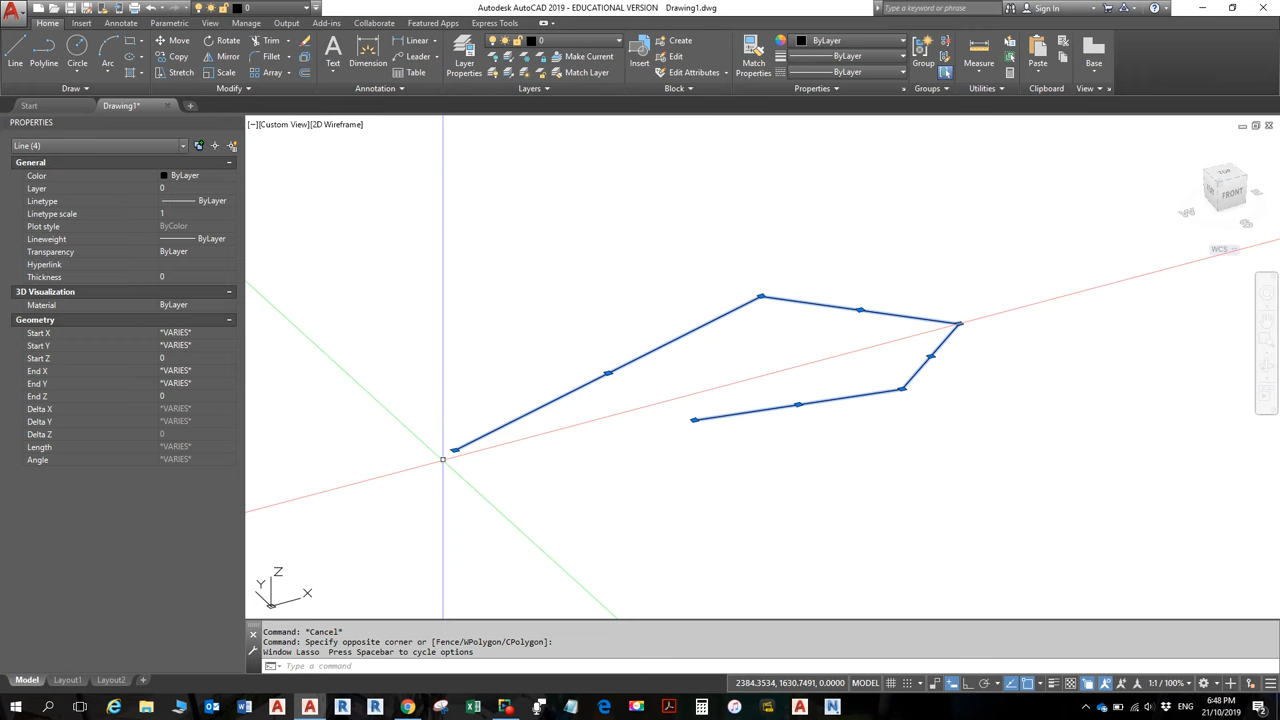 0 Autodesk AutoCAD 2019 - EDUCATIONAL VERSION Drawing1.dwg Type a keyword or phrase Sign In
Home Insert Annotate Parametric View Manage Output Add-ins Collaborate Featured Apps Express Tools
Line Polyline Circle Arc
Move Rotate Trim
Copy Mirror Fillet
Stretch Scale Array
Text Dimension
Linear
Leader
Table
Layer Properties
0
Make Current
Match Layer
Insert
Create
Edit
Edit Attributes
Match Properties
ByLayer
ByLayer
ByLayer
Group
Measure
Paste
Base
Draw Modify Annotation Layers Block Properties Groups Utilities Clipboard View
Start Drawing1*
PROPERTIES
Line (4)
General
Color ByLayer
Layer 0
Linetype ByLayer
Linetype scale 1
Plot style ByColor
Lineweight ByLayer
Transparency ByLayer
Hyperlink
Thickness 0
3D Visualization
Material ByLayer
Geometry
Start X *VARIES*
Start Y *VARIES*
Start Z 0
End X *VARIES*
End Y *VARIES*
End Z 0
Delta X *VARIES*
Delta Y *VARIES*
Delta Z 0
Length *VARIES*
Angle *VARIES*
[−][Custom View][2D Wireframe]
TOP
FRONT
W
S
WCS
Z
Y
X
Command: *Cancel*
Command: Specify opposite corner or [Fence/WPolygon/CPolygon]:
Window Lasso Press Spacebar to cycle options
Type a command
Model Layout1 Layout2
2384.3534, 1630.7491, 0.0000 MODEL 1:1 / 100%
ENG 6:48 PM
21/10/2019